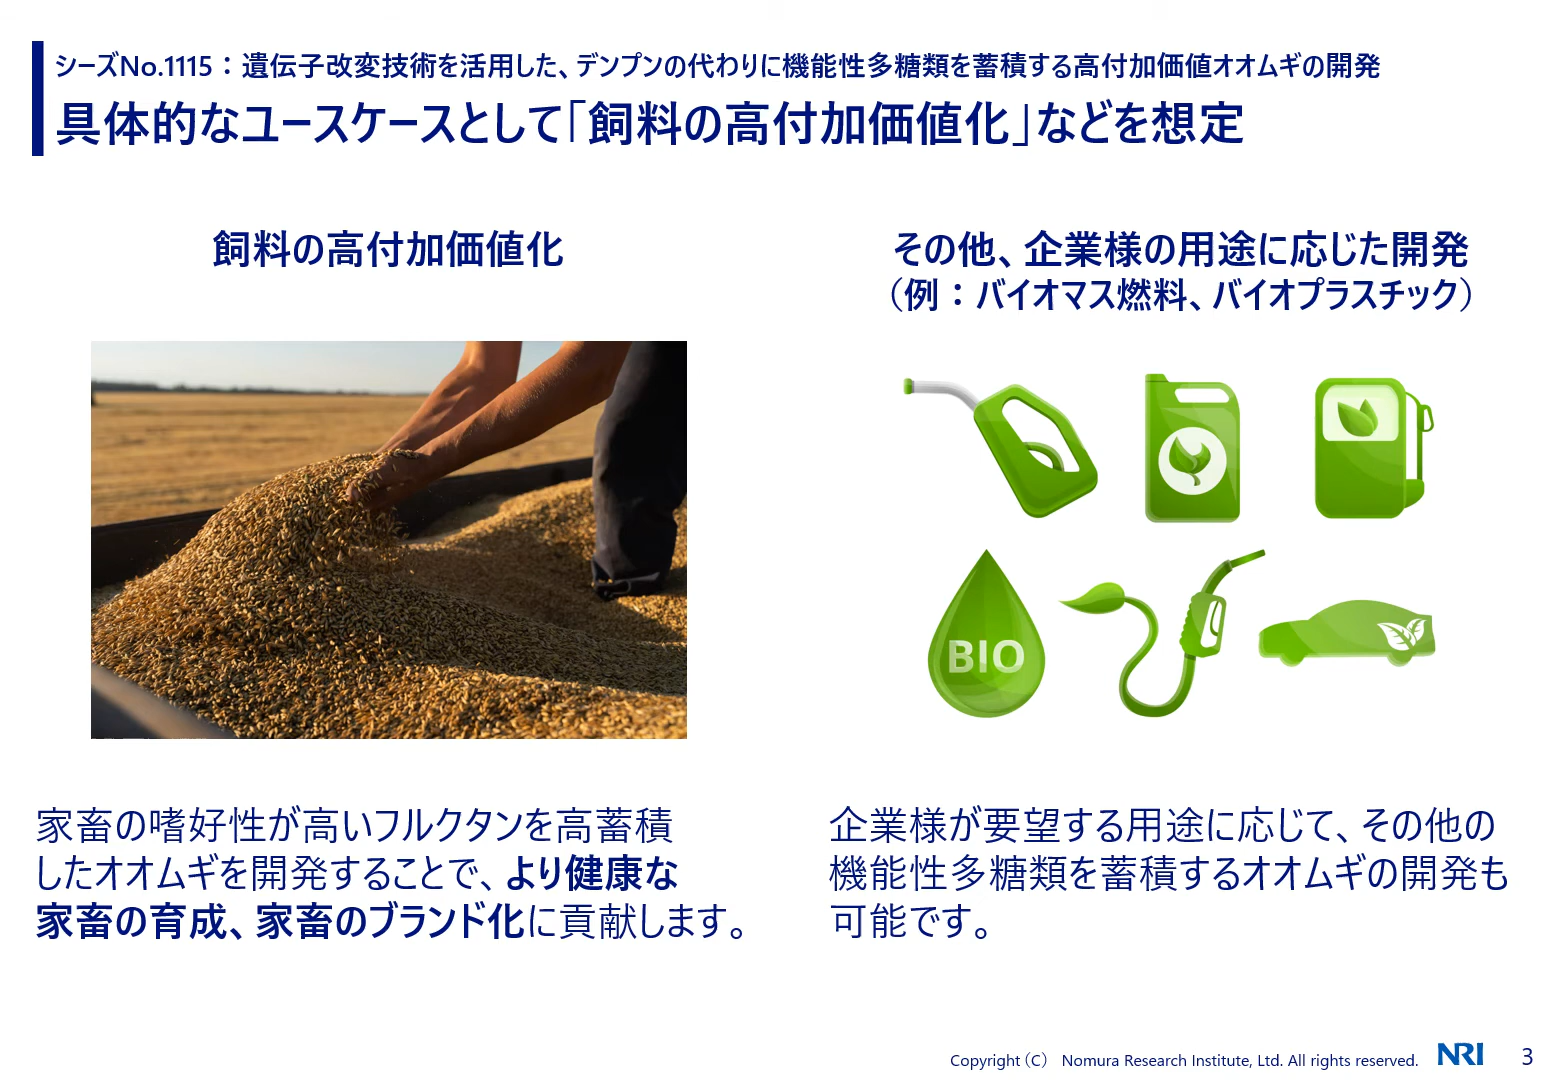 シーズNo.1115：遺伝子改変技術を活用した、デンプンの代わりに機能性多糖類を蓄積する高付加価値オオムギの開発
具体的なユースケースとして「飼料の高付加価値化」などを想定
飼料の高付加価値化
その他、企業様の用途に応じた開発
（例：バイオマス燃料、バイオプラスチック）
BIO
家畜の嗜好性が高いフルクタンを高蓄積
したオオムギを開発することで、より健康な
家畜の育成、家畜のブランド化に貢献します。
企業様が要望する用途に応じて、その他の
機能性多糖類を蓄積するオオムギの開発も
可能です。
Copyright（C） Nomura Research Institute, Ltd. All rights reserved.
NRI
3